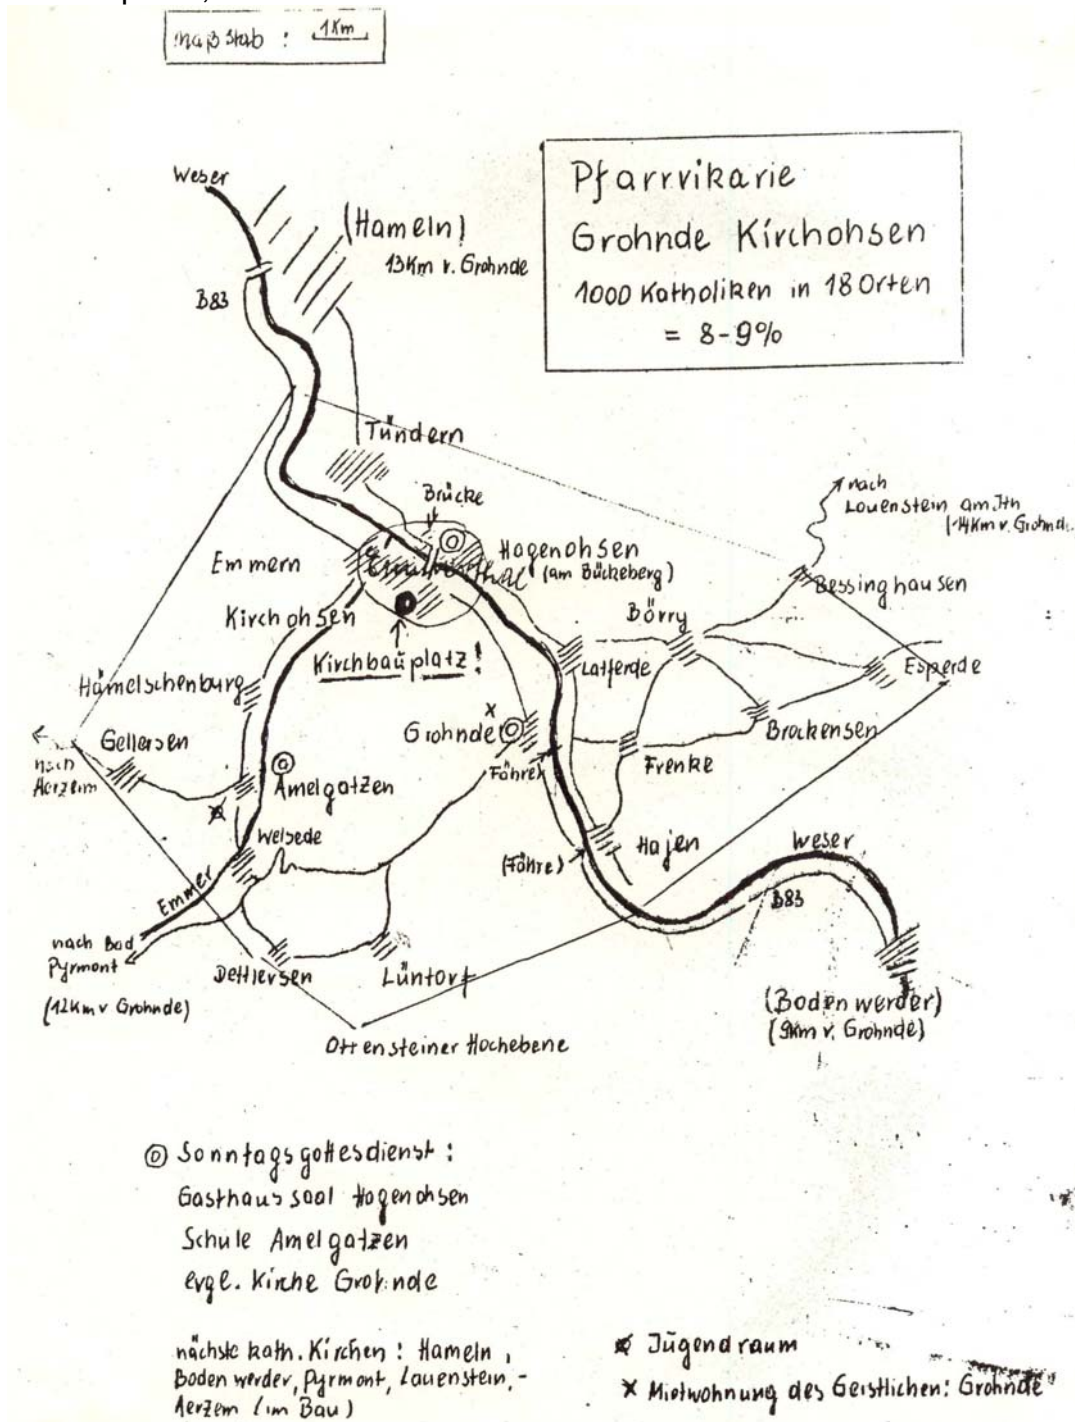 Maßstab : 1Km
Pfarrvikarie
Grohnde Kirchohsen
1000 Katholiken in 18 Orten
= 8-9%
Weser
(Hameln)
13Km v. Grohnde
B83
Tündern
Brücke
nach
Lauenstein am Ith
(14Km v. Grohnd.
Emmern
Emmerthal
Hagenohsen
(am Bückeberg)
Bessinghausen
Kirchohsen
Börry
Kirchbauplatz!
Latferde
Esperde
Hämelschenburg
Gellersen
x
Grohnde
Brockensen
nach
Aerzem
Fähre
Frenke
Amelgatzen
Welsede
Hajen
Weser
(Fähre)
Emmer
B83
nach Bad
Pyrmont
(12Km v Grohnde)
Dehlersen
Lüntorf
(Bodenwerder)
(9Km v. Grohnde)
Ottensteiner Hochebene
Sonntagsgottesdienst :
Gasthaussaal Hagenohsen
Schule Amelgatzen
evgl. Kirche Grohnde
nächste kath. Kirchen : Hameln,
Bodenwerder, Pyrmont, Lauenstein,-
Aerzem (im Bau)
Jugendraum
x Mietwohnung des Geistlichen: Grohnde